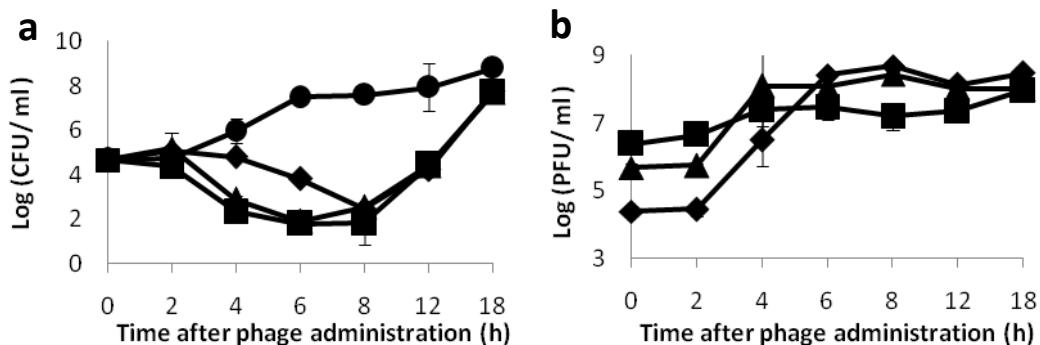 a
10
8
6
4
2
0
Log (CFU/ ml )
0 2 4 6 8 12 18
Time after phage administration (h)
b
9
7
5
3
Log (PFU/ ml )
0 2 4 6 8 12 18
Time after phage administration (h)